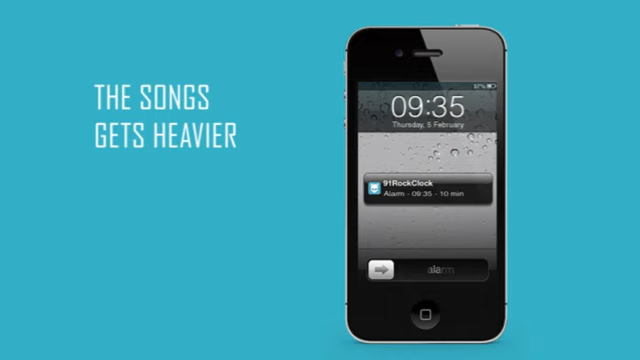 THE SONGS
GETS HEAVIER
09:35
Thursday, 5 February
91RockClock
Alarm - 09:35 - 10 min
alarm